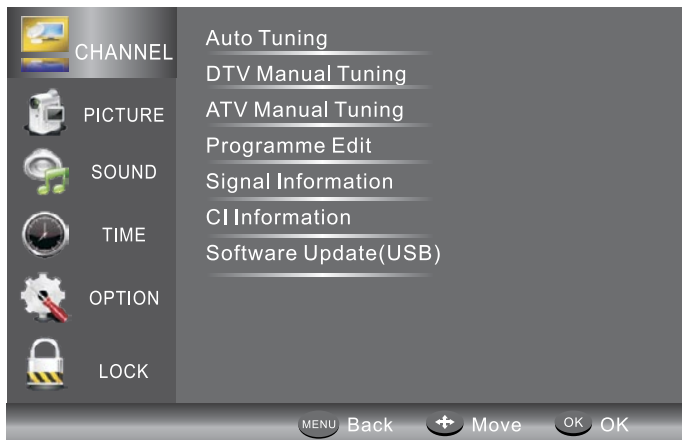 CHANNEL
PICTURE
SOUND
TIME
OPTION
LOCK
Auto Tuning
DTV Manual Tuning
ATV Manual Tuning
Programme Edit
Signal Information
CI Information
Software Update(USB)
MENU Back Move OK OK